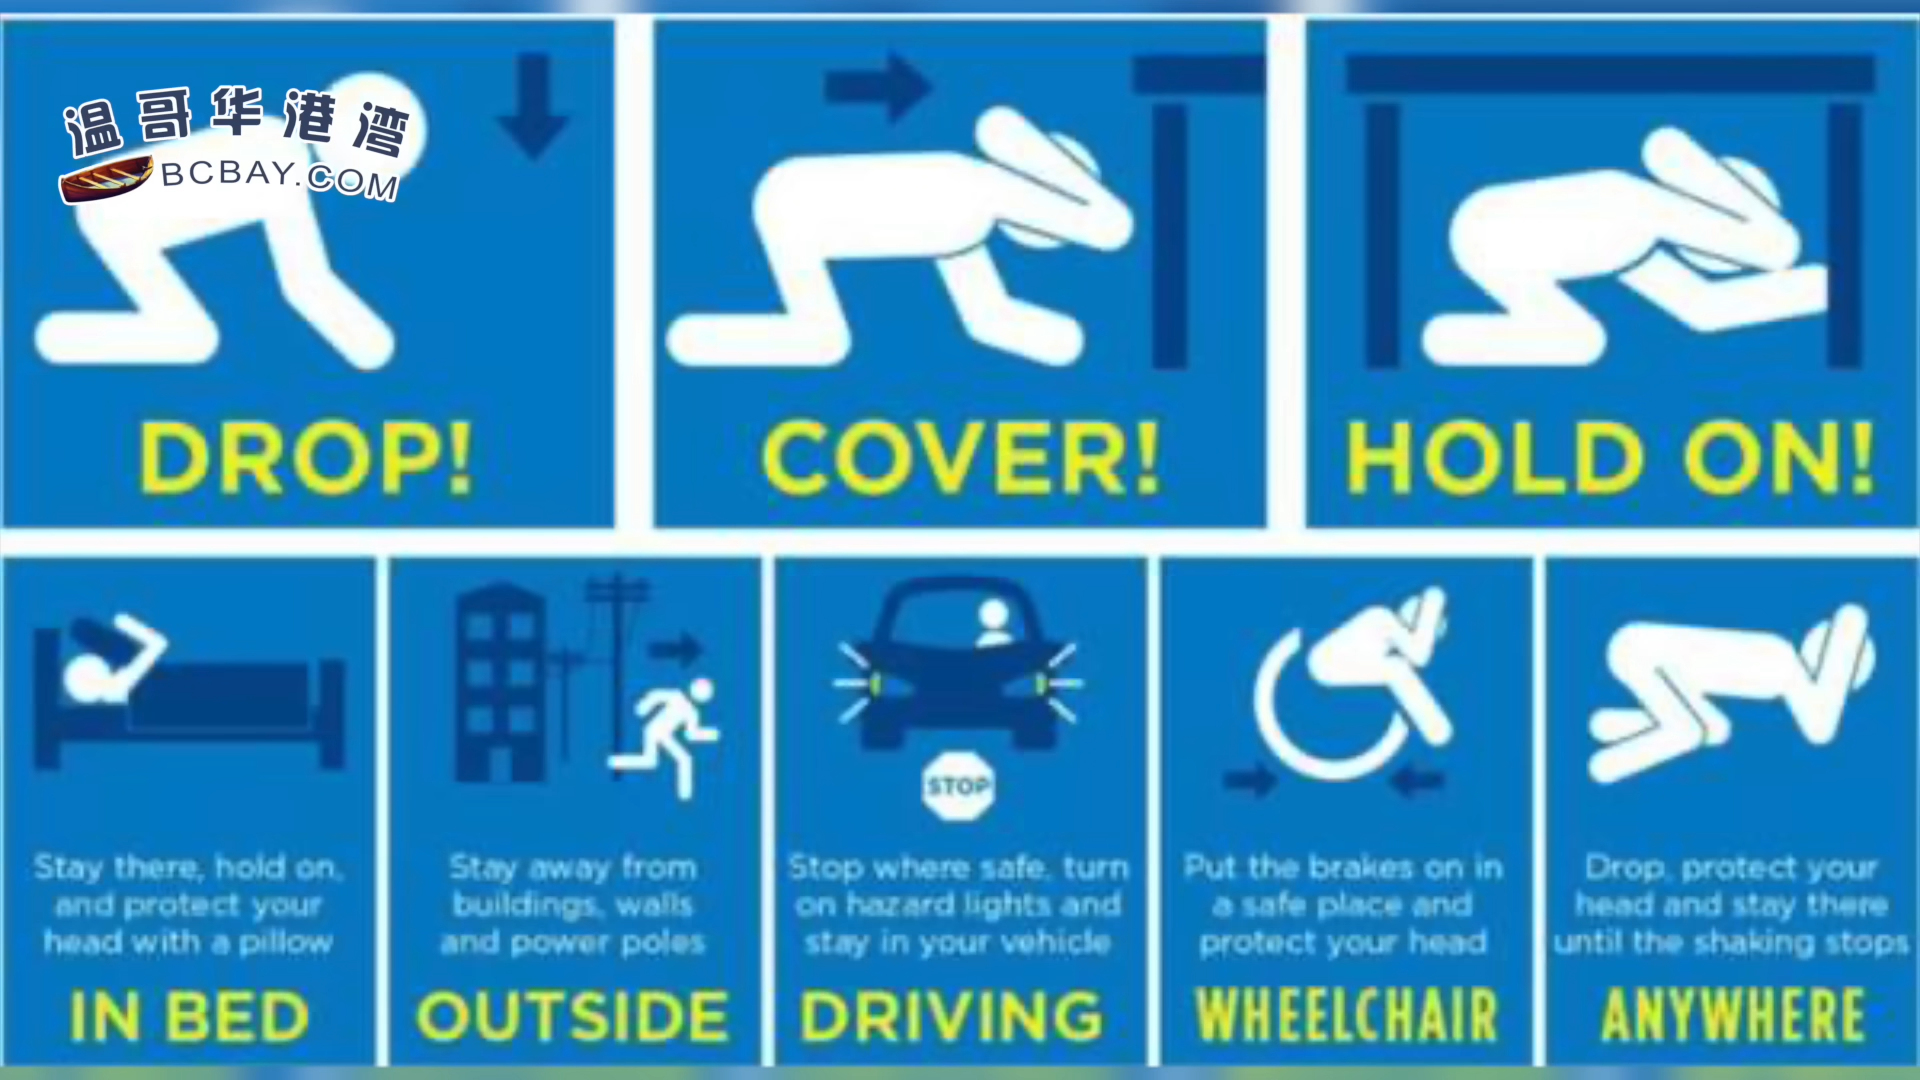 温哥华港湾
BCBAY.COM
DROP!
COVER!
HOLD ON!
STOP
Stay there, hold on,
and protect your
head with a pillow
IN BED
Stay away from
buildings, walls
and power poles
OUTSIDE
Stop where safe, turn
on hazard lights and
stay in your vehicle
DRIVING
Put the brakes on in
a safe place and
protect your head
WHEELCHAIR
Drop, protect your
head and stay there
until the shaking stops
ANYWHERE